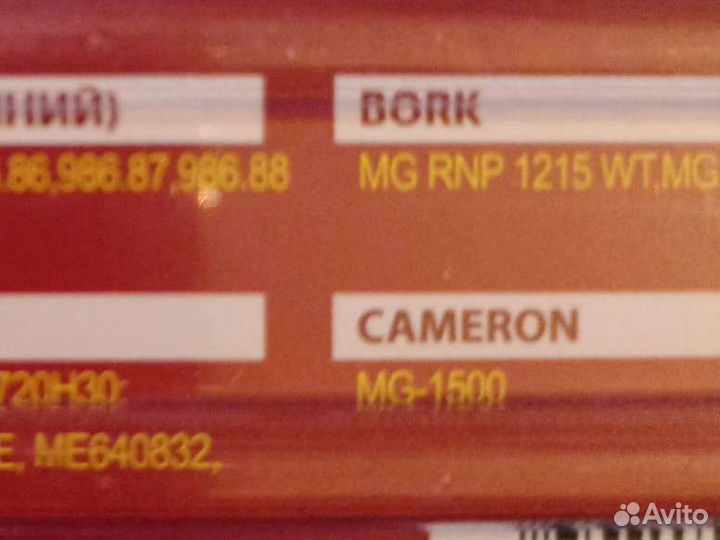 НИЙ)
BORK
.86,986.87,986.88
MG RNP 1215 WT,MG
CAMERON
720H30;
MG-1500
E, ME640832,
Avito